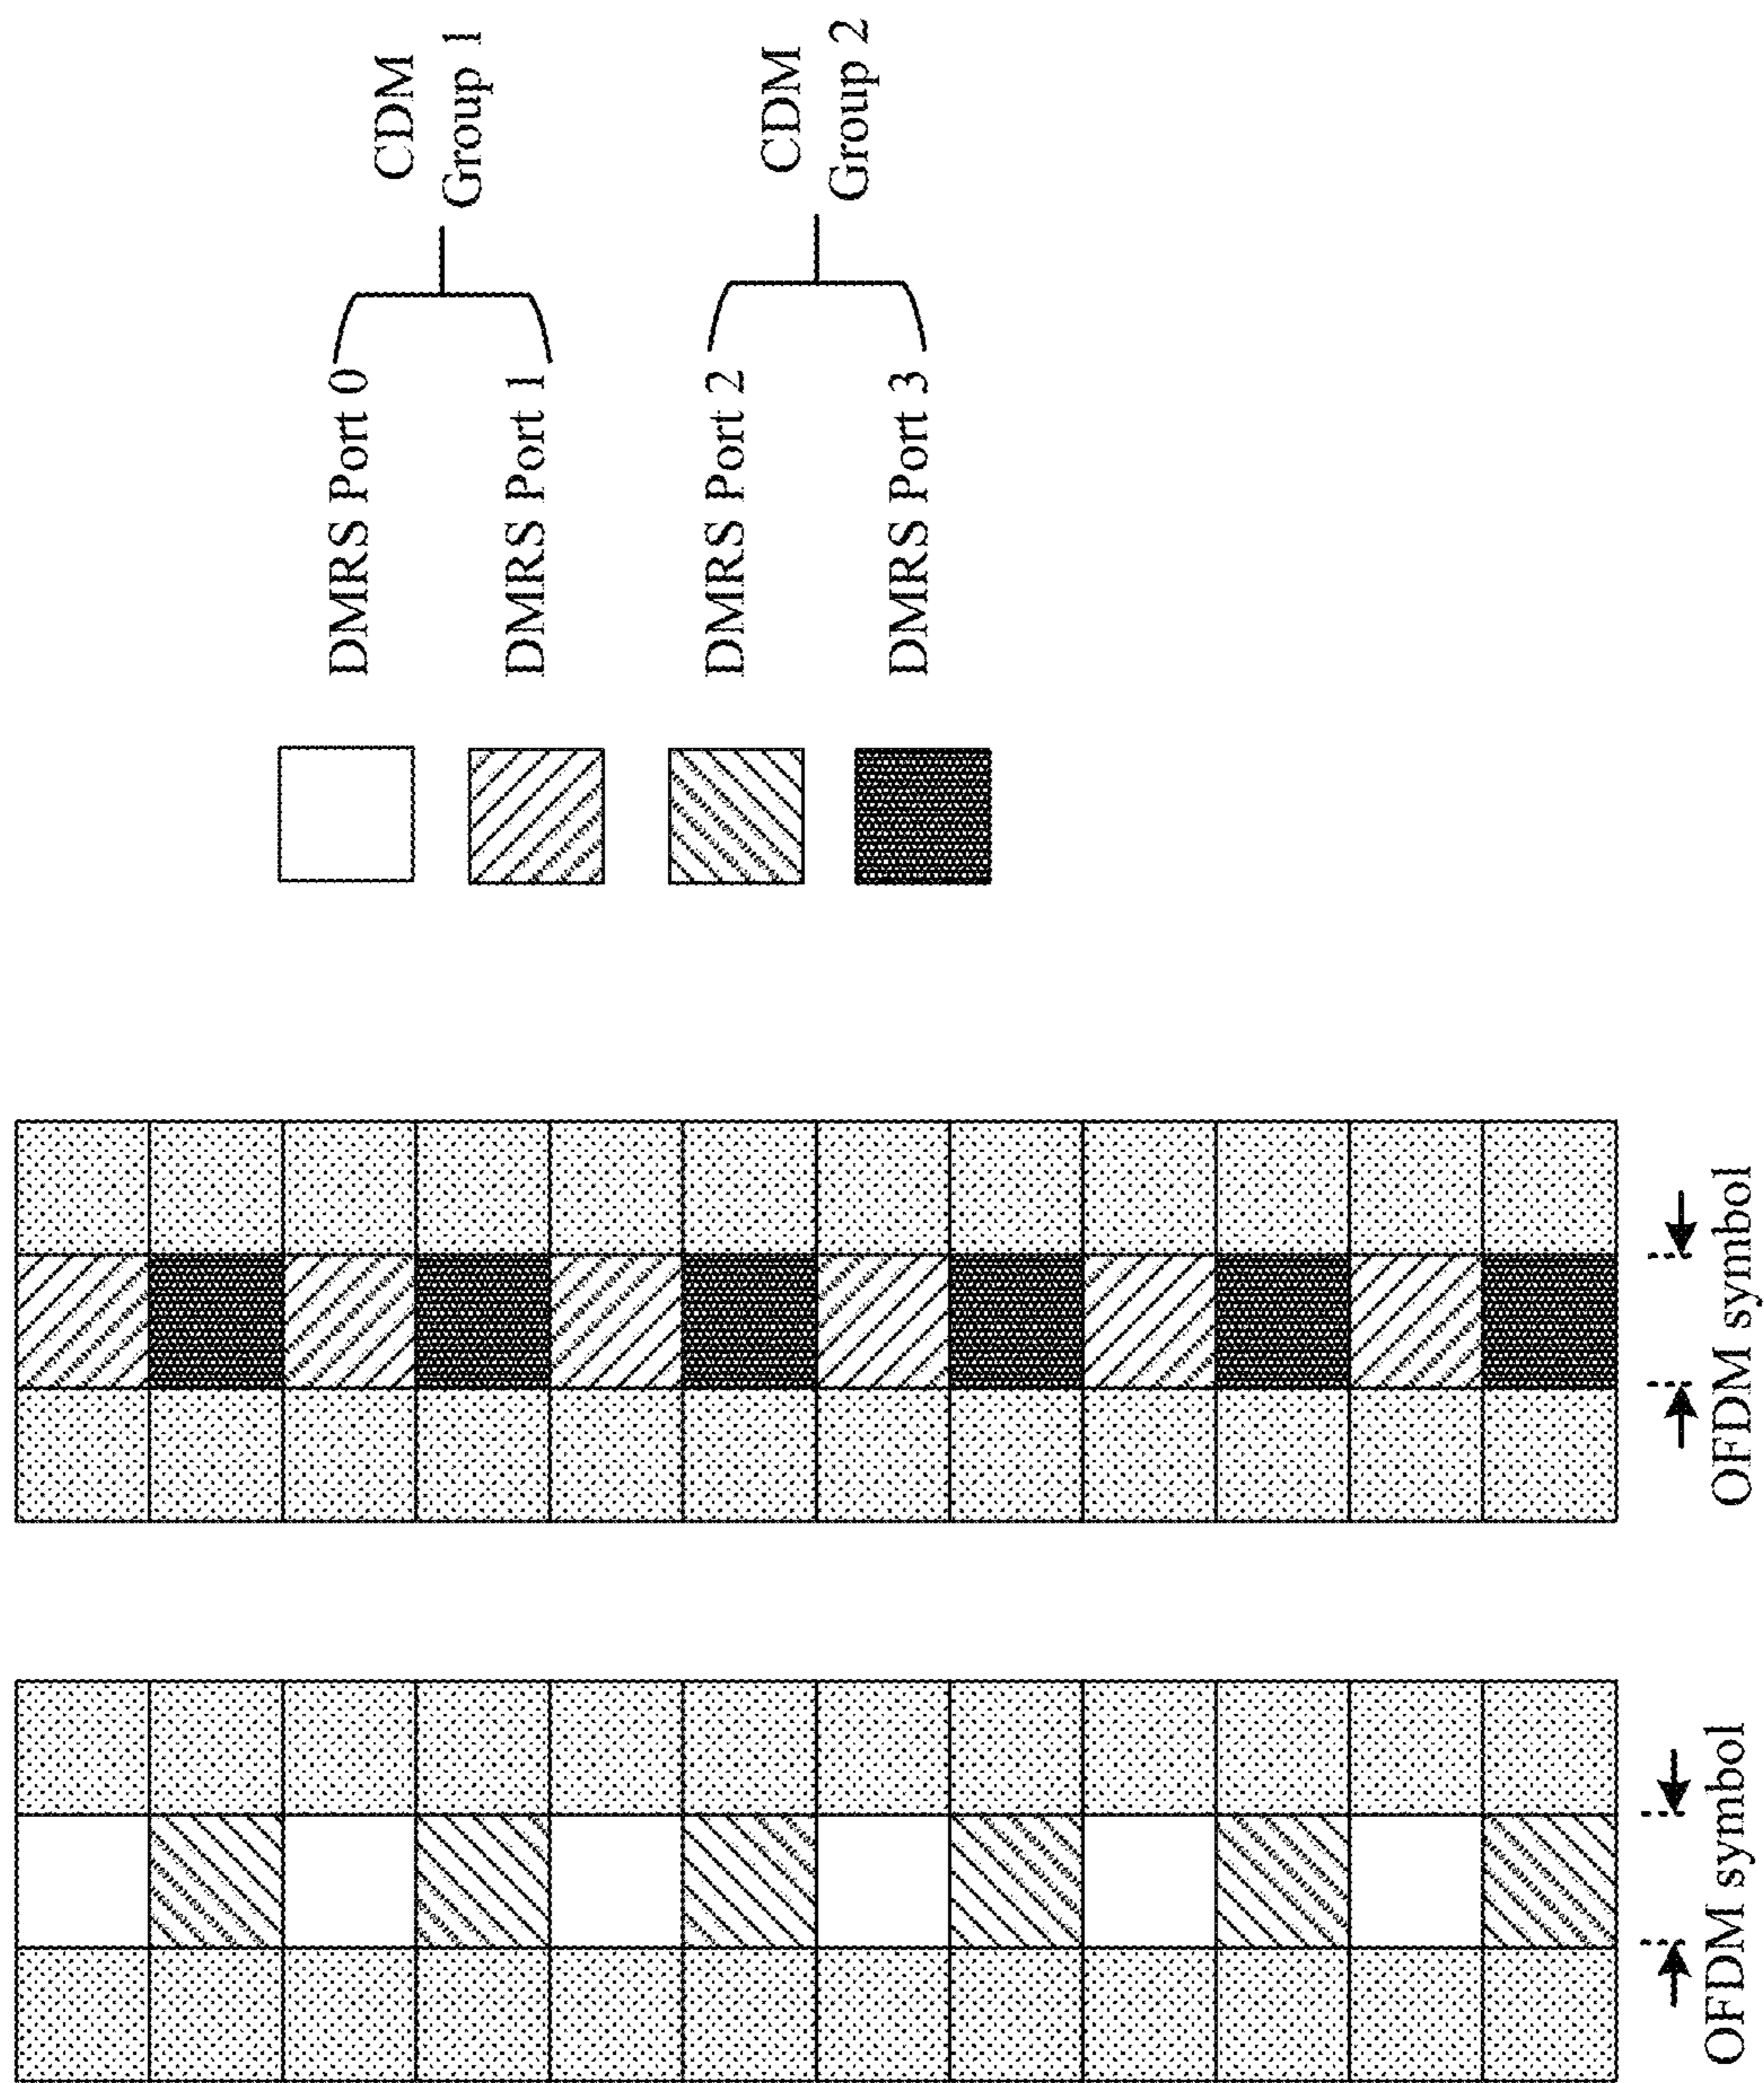 OFDM symbol
OFDM symbol
DMRS Port 0
DMRS Port 1
DMRS Port 2
DMRS Port 3
CDM
Group 1
CDM
Group 2